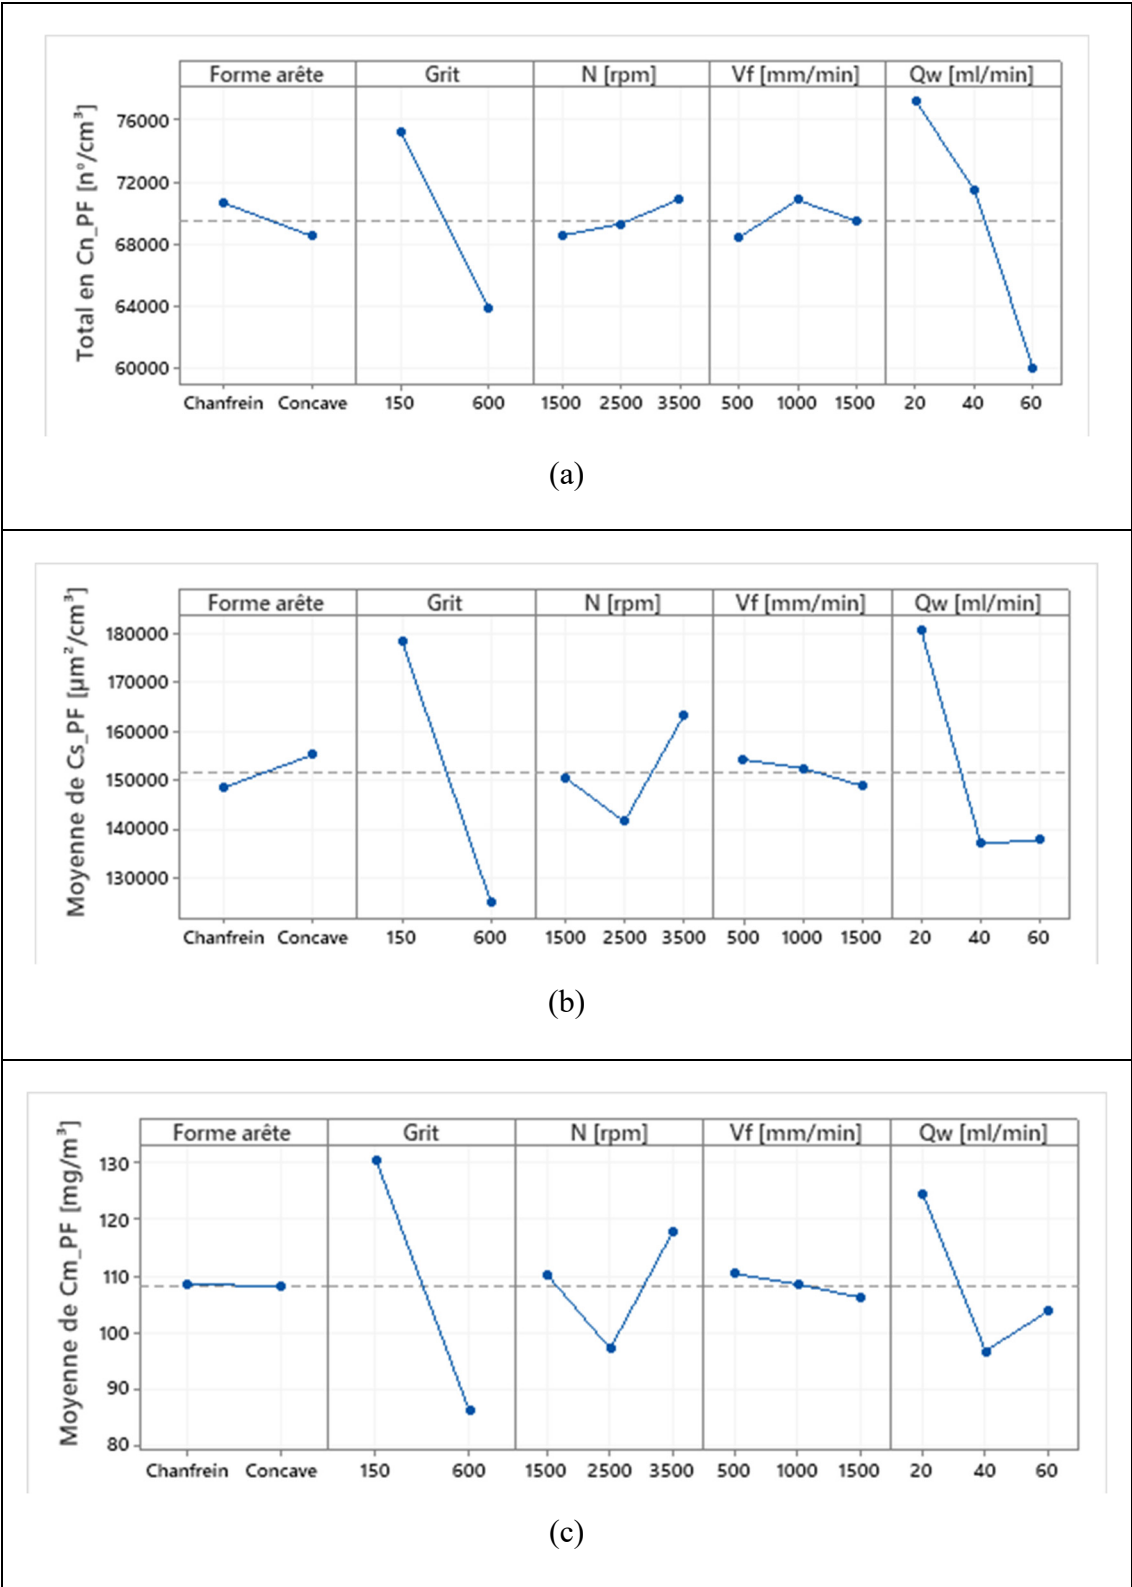 Forme arête Grit N [rpm] Vf [mm/min] Qw [ml/min]
Total en Cn_PF [n°/cm³]
76000
72000
68000
64000
60000
Chanfrein Concave 150 600 1500 2500 3500 500 1000 1500 20 40 60
(a)
Forme arête Grit N [rpm] Vf [mm/min] Qw [ml/min]
Moyenne de Cs_PF [µm²/cm³]
180000
170000
160000
150000
140000
130000
Chanfrein Concave 150 600 1500 2500 3500 500 1000 1500 20 40 60
(b)
Forme arête Grit N [rpm] Vf [mm/min] Qw [ml/min]
Moyenne de Cm_PF [mg/m³]
130
120
110
100
90
80
Chanfrein Concave 150 600 1500 2500 3500 500 1000 1500 20 40 60
(c)